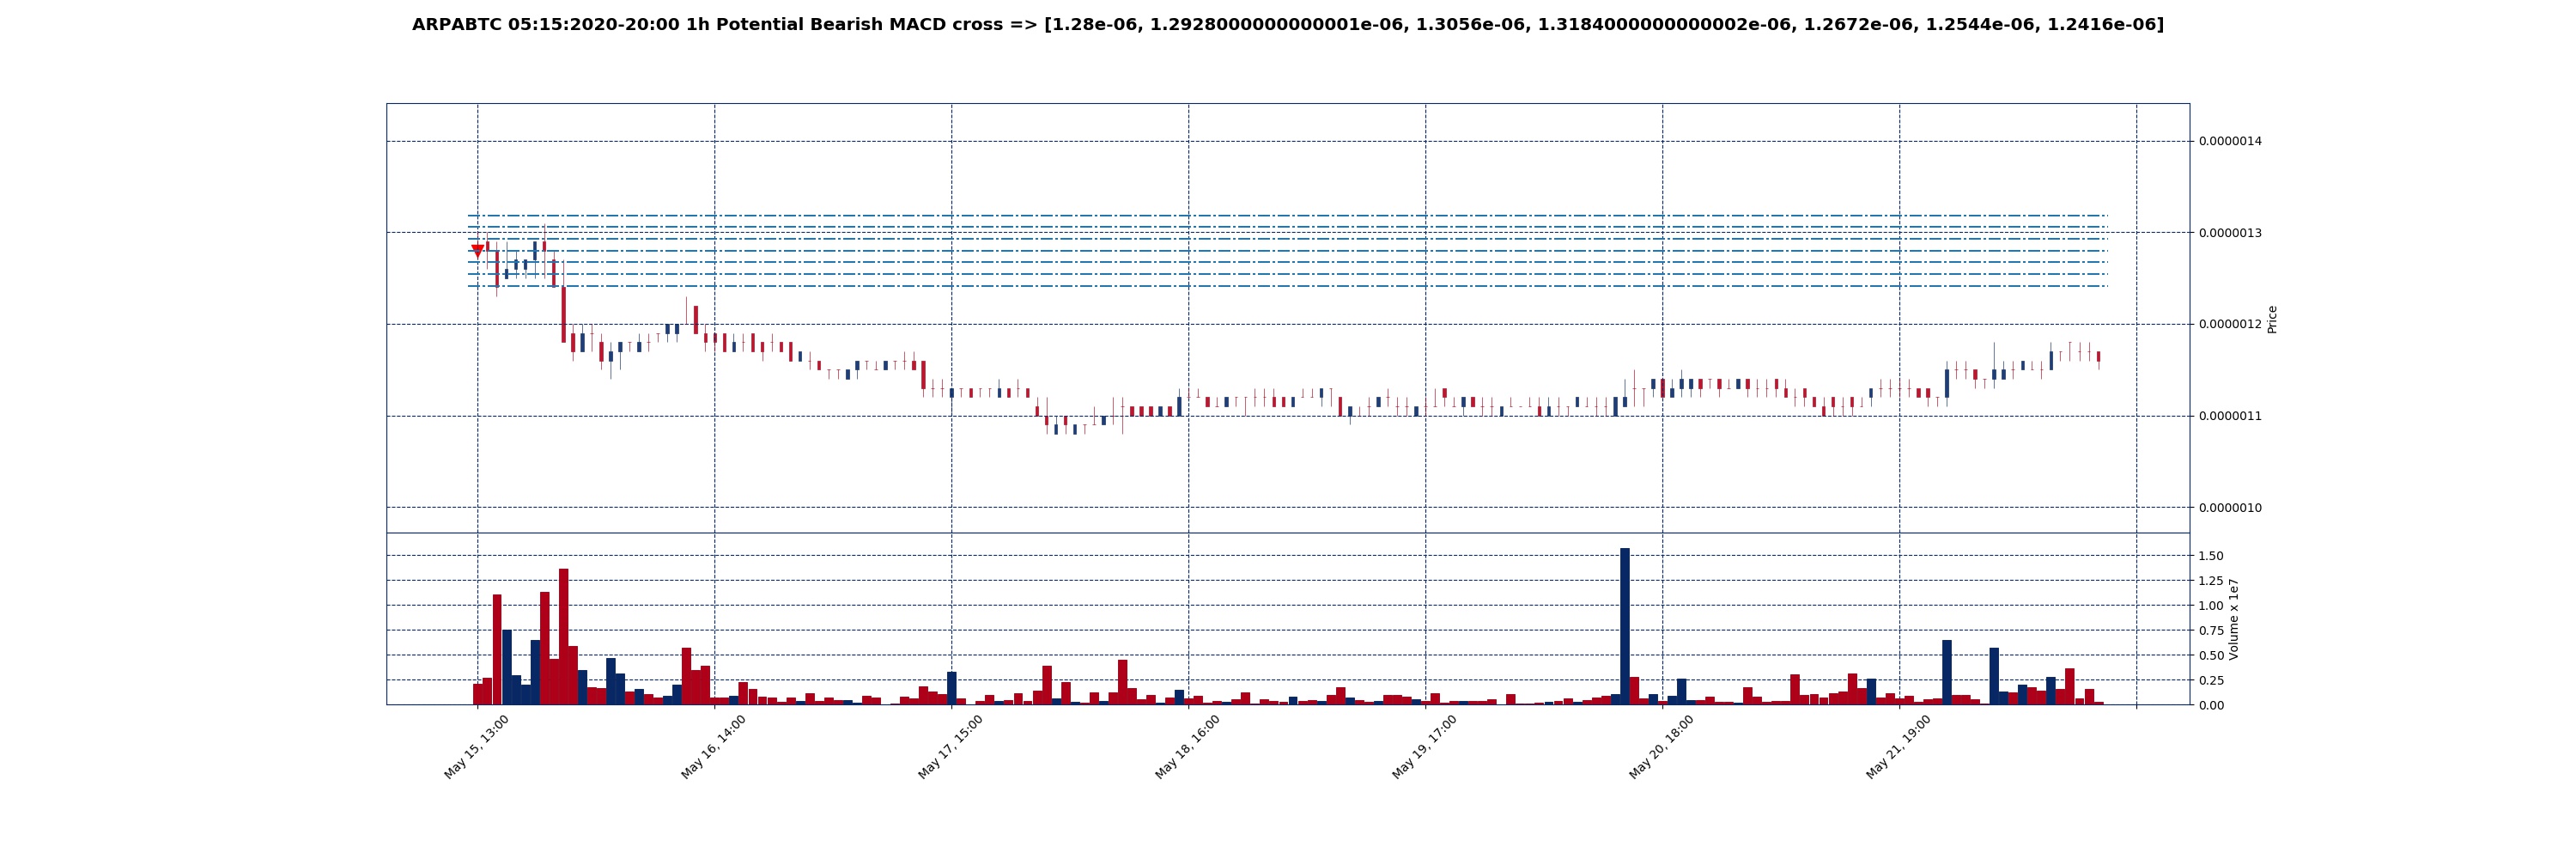 ARPABTC 05:15:2020-20:00 1h Potential Bearish MACD cross => [1.28e-06, 1.2928000000000001e-06, 1.3056e-06, 1.3184000000000002e-06, 1.2672e-06, 1.2544e-06, 1.2416e-06]
0.0000014
0.0000013
0.0000012
0.0000011
0.0000010
Price
1.50
1.25
1.00
0.75
0.50
0.25
0.00
Volume x 1e7
May 15, 13:00
May 16, 14:00
May 17, 15:00
May 18, 16:00
May 19, 17:00
May 20, 18:00
May 21, 19:00